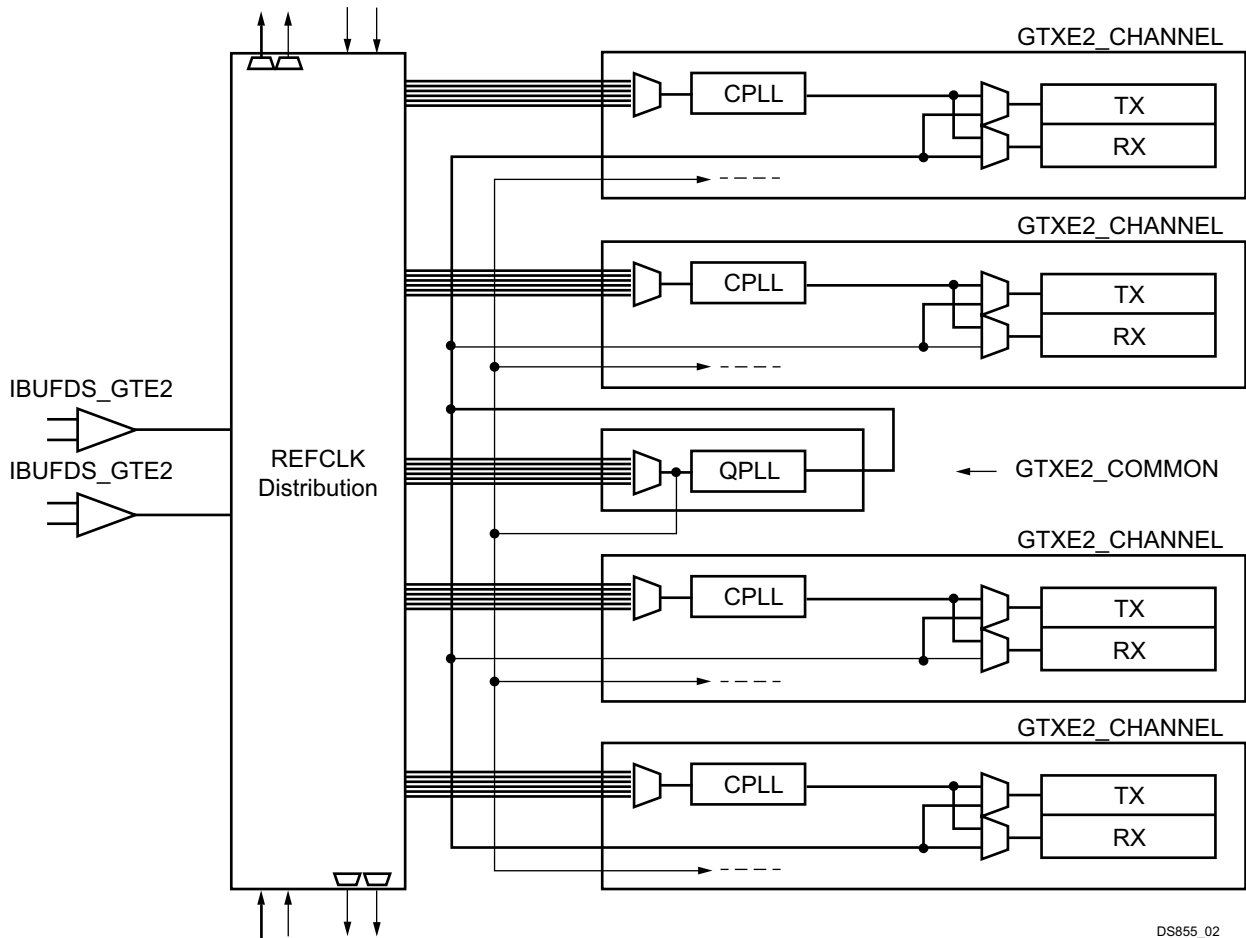 GTXE2_CHANNEL
CPLL
TX
RX
GTXE2_CHANNEL
CPLL
TX
RX
IBUFDS_GTE2
IBUFDS_GTE2
REFCLK
Distribution
QPLL
GTXE2_COMMON
GTXE2_CHANNEL
CPLL
TX
RX
GTXE2_CHANNEL
CPLL
TX
RX
DS855_02